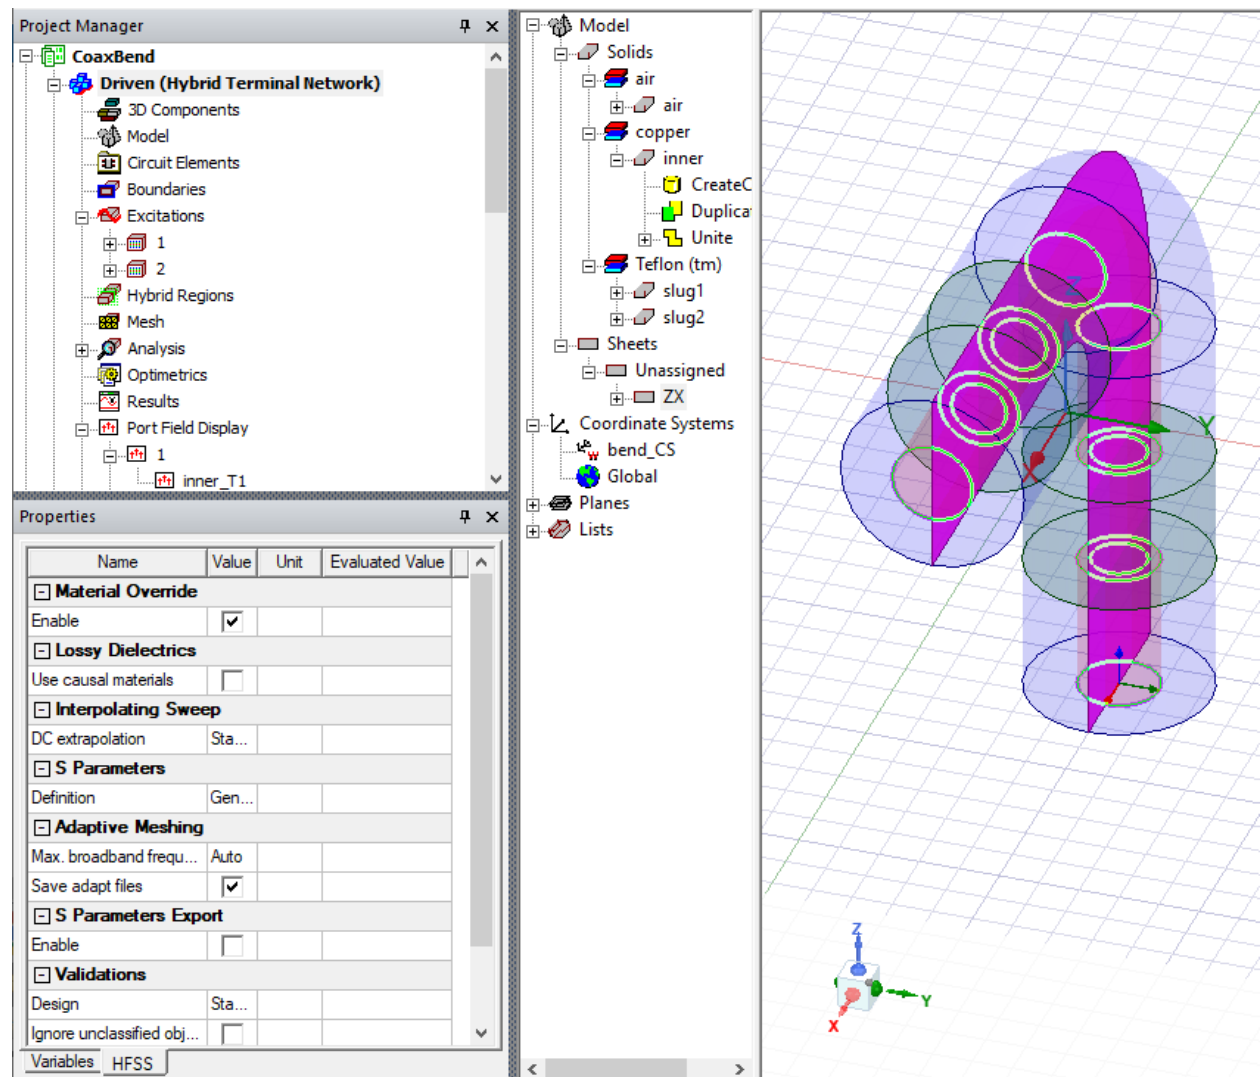 Project Manager
CoaxBend
Driven (Hybrid Terminal Network)
3D Components
Model
Circuit Elements
Boundaries
Excitations
1
2
Hybrid Regions
Mesh
Analysis
Optimetrics
Results
Port Field Display
1
inner_T1
Properties
Name Value Unit Evaluated Value
Material Override
Enable
Lossy Dielectrics
Use causal materials
Interpolating Sweep
DC extrapolation Sta...
S Parameters
Definition Gen...
Adaptive Meshing
Max. broadband frequ... Auto
Save adapt files
S Parameters Export
Enable
Validations
Design Sta...
Ignore unclassified obj...
Variables HFSS
Model
Solids
air
air
copper
inner
CreateC
Duplica
Unite
Teflon (tm)
slug1
slug2
Sheets
Unassigned
ZX
Coordinate Systems
bend_CS
Global
Planes
Lists
Z
Y
X
Z
Y
X